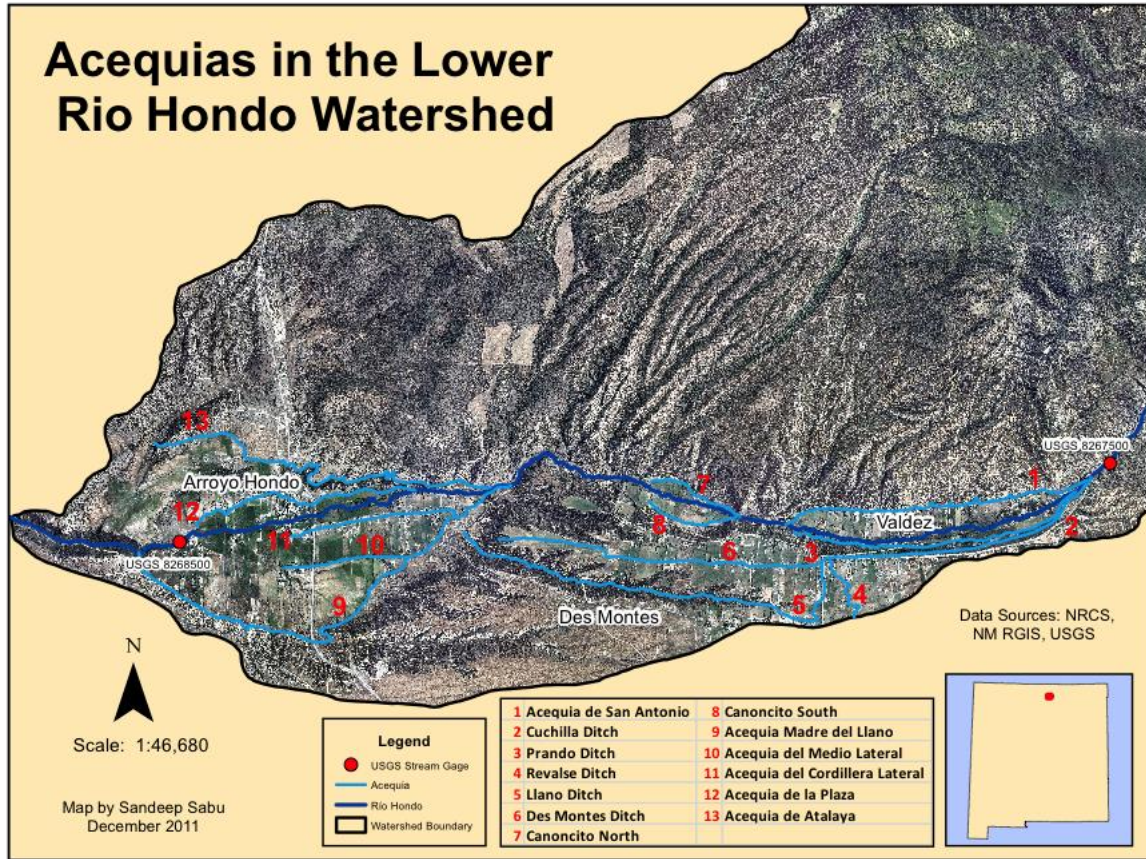 Acequias in the Lower
Rio Hondo Watershed
USGS 8267500
13
1
Arroyo Hondo
7
Valdez
12
8
2
11
USGS 8268500
10
6
3
9
5
4
Des Montes
Data Sources: NRCS,
NM RGIS, USGS
N
Scale: 1:46,680
Map by Sandeep Sabu
December 2011
Legend
USGS Stream Gage
Acequia
Río Hondo
Watershed Boundary
1 Acequia de San Antonio 8 Canoncito South
2 Cuchilla Ditch 9 Acequia Madre del Llano
3 Prando Ditch 10 Acequia del Medio Lateral
4 Revalse Ditch 11 Acequia del Cordillera Lateral
5 Llano Ditch 12 Acequia de la Plaza
6 Des Montes Ditch 13 Acequia de Atalaya
7 Canoncito North